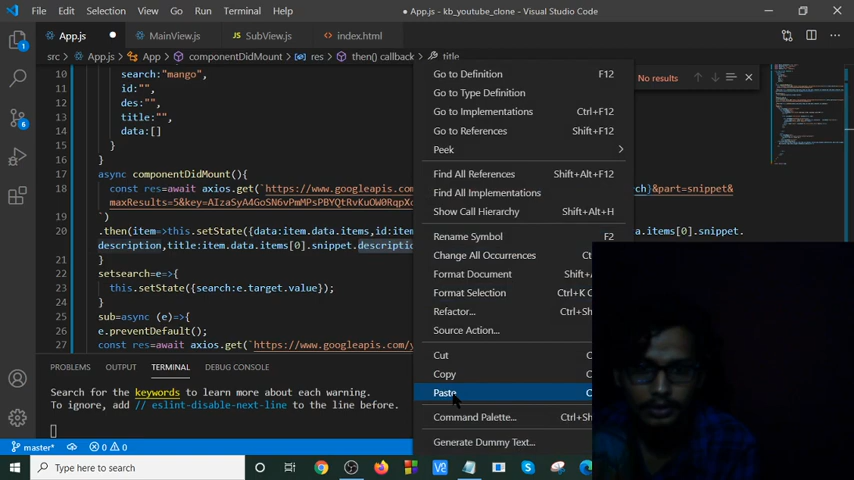 File Edit Selection View Go Run Terminal Help
● App.js - kb_youtube_clone - Visual Studio Code
App.js MainView.js SubView.js index.html
src > App.js > App > componentDidMount > res > then() callback > title
10 search:"mango",
11 id:"",
12 des:"",
13 title:"",
14 data:[]
15 }
16 }
17 async componentDidMount(){
18 const res=await axios.get(`https://www.googleapis.com
maxResults=5&key=
19 `)
20 .then(item=>this.setState({data:item.data.items,id:item
description,title:item.data.items[0].snippet.descriptio
21 }
22 setsearch=e=>{
23 this.setState({search:e.target.value});
24 }
25 sub=async (e)=>{
26 e.preventDefault();
27 const res=await axios.get(`https://www.googleapis.com/y
ch)&part=snippet&
a.items[0].snippet.
No results
Go to Definition F12
Go to Type Definition
Go to Implementations Ctrl+F12
Go to References Shift+F12
Peek
Find All References Shift+Alt+F12
Find All Implementations
Show Call Hierarchy Shift+Alt+H
Rename Symbol F2
Change All Occurrences
Format Document Shift+
Format Selection Ctrl+K
Refactor... Ctrl+Sh
Source Action...
Cut
Copy
Paste
Command Palette... Ctrl+Sh
Generate Dummy Text...
PROBLEMS OUTPUT TERMINAL DEBUG CONSOLE
Search for the keywords to learn more about each warning.
To ignore, add // eslint-disable-next-line to the line before.
master* 0 0
Type here to search